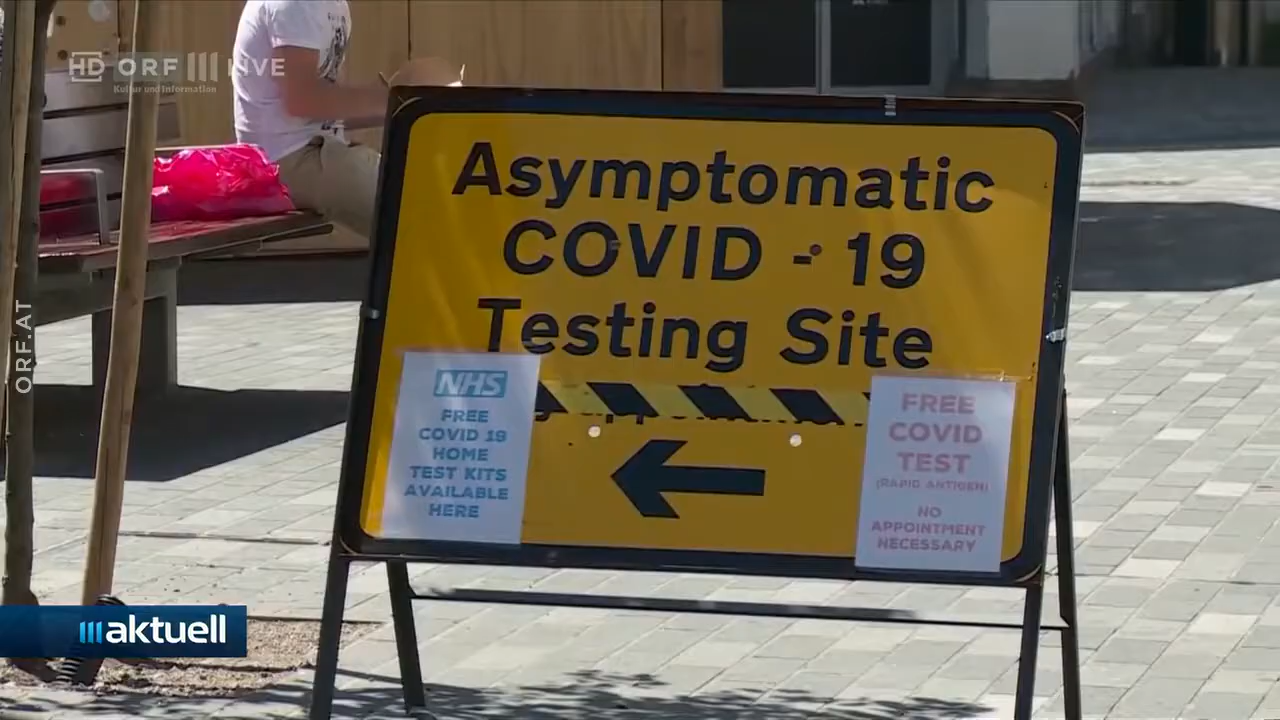 HD ORF III LIVE
Kultur und Information
ORF.AT
Asymptomatic
COVID - 19
Testing Site
NHS
FREE
COVID 19
HOME
TEST KITS
AVAILABLE
HERE
FREE
COVID
TEST
(RAPID ANTIGEN)
NO
APPOINTMENT
NECESSARY
III aktuell